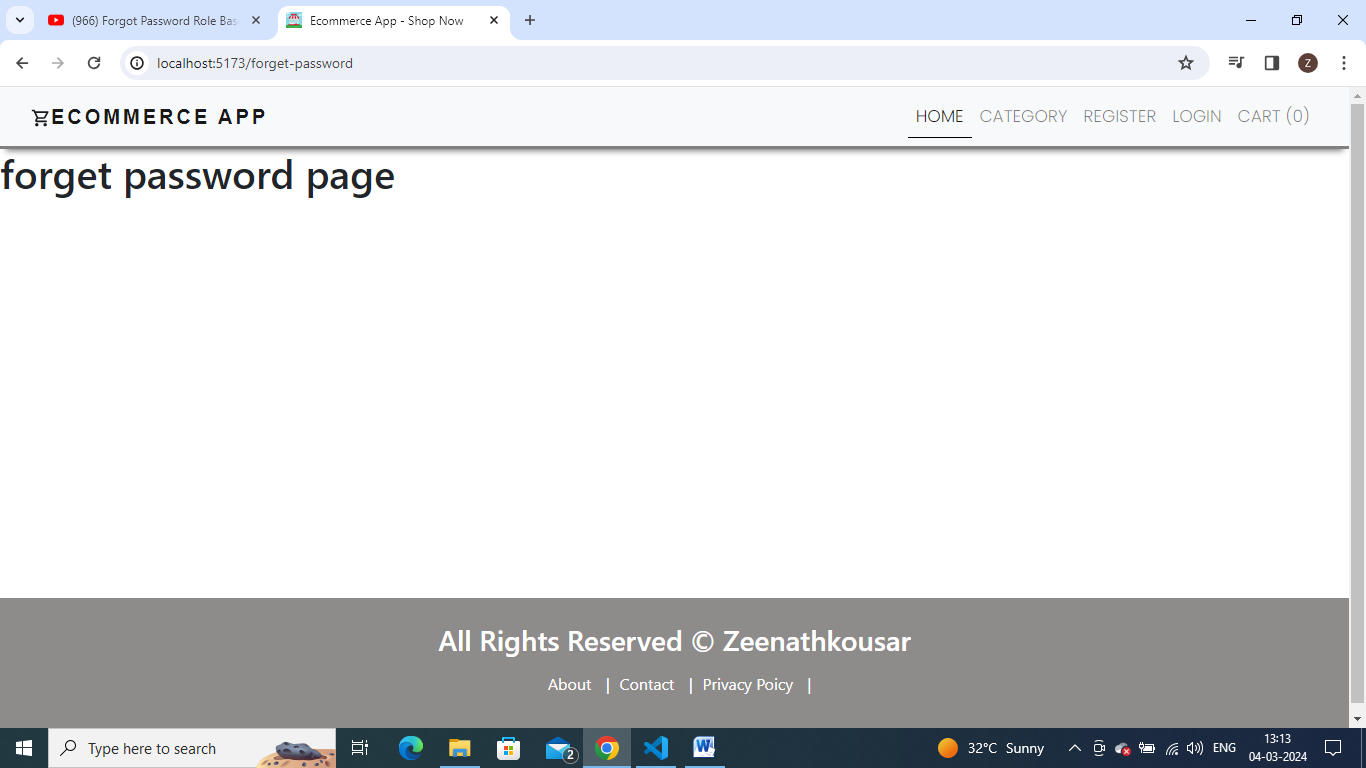 (966) Forgot Password Role Bas
Ecommerce App - Shop Now
localhost:5173/forget-password
Z
ECOMMERCE APP
HOME CATEGORY REGISTER LOGIN CART (0)
forget password page
All Rights Reserved © Zeenathkousar
About | Contact | Privacy Poicy |
Type here to search
2
W
32°C Sunny
ENG
13:13
04-03-2024